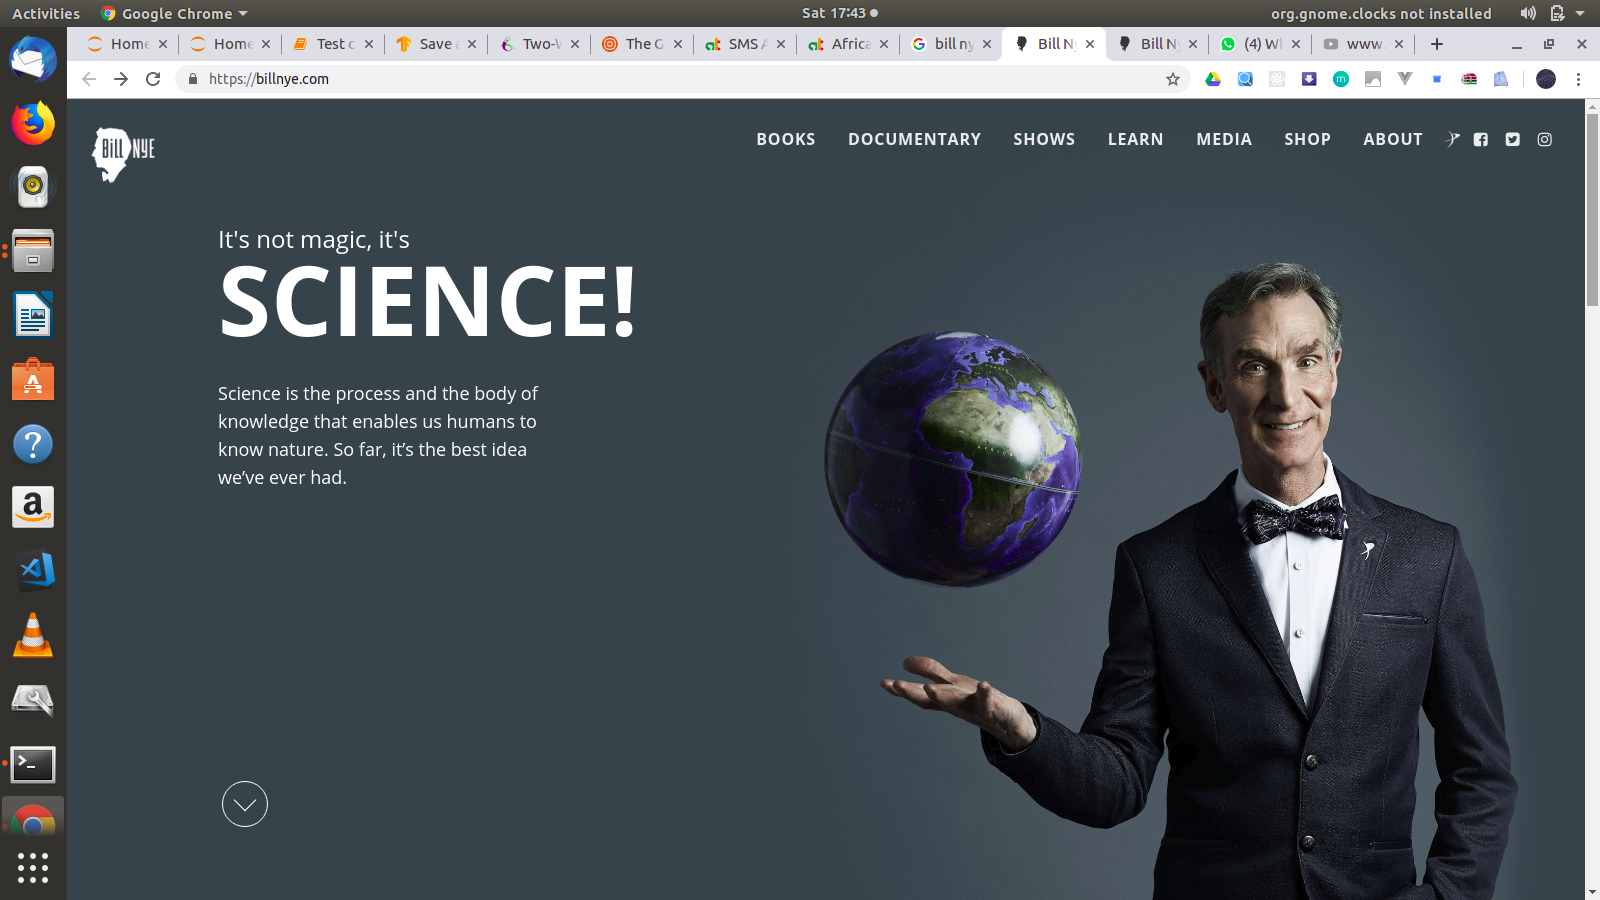 Activities
Google Chrome
Sat 17:43
org.gnome.clocks not installed
Home
Home
Test c
Save a
Two-W
The G
SMS A
Africa
bill ny
Bill Ny
Bill Ny
(4) Wh
www.
https://billnye.com
BILL NYE
BOOKS
DOCUMENTARY
SHOWS
LEARN
MEDIA
SHOP
ABOUT
It's not magic, it's
SCIENCE!
Science is the process and the body of
knowledge that enables us humans to
know nature. So far, it’s the best idea
we’ve ever had.